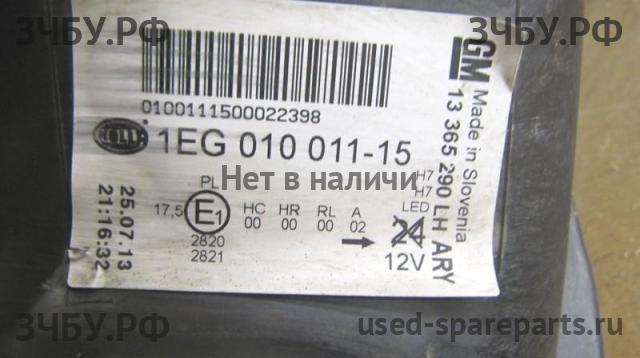 ЗЧБУ.РФ
ЗЧБУ.РФ
0100111500022398
HELLA 1EG 010 011-15
GM
Made in Slovenia
13 365 290 LH ARY
25.07.13
21:16:32
Нет в наличии
PL
17,5 E1
2820
2821
HC
00
HR
00
RL
00
A
02
H7
H7
LED
24
12V
ЗЧБУ.РФ
used-spareparts.ru